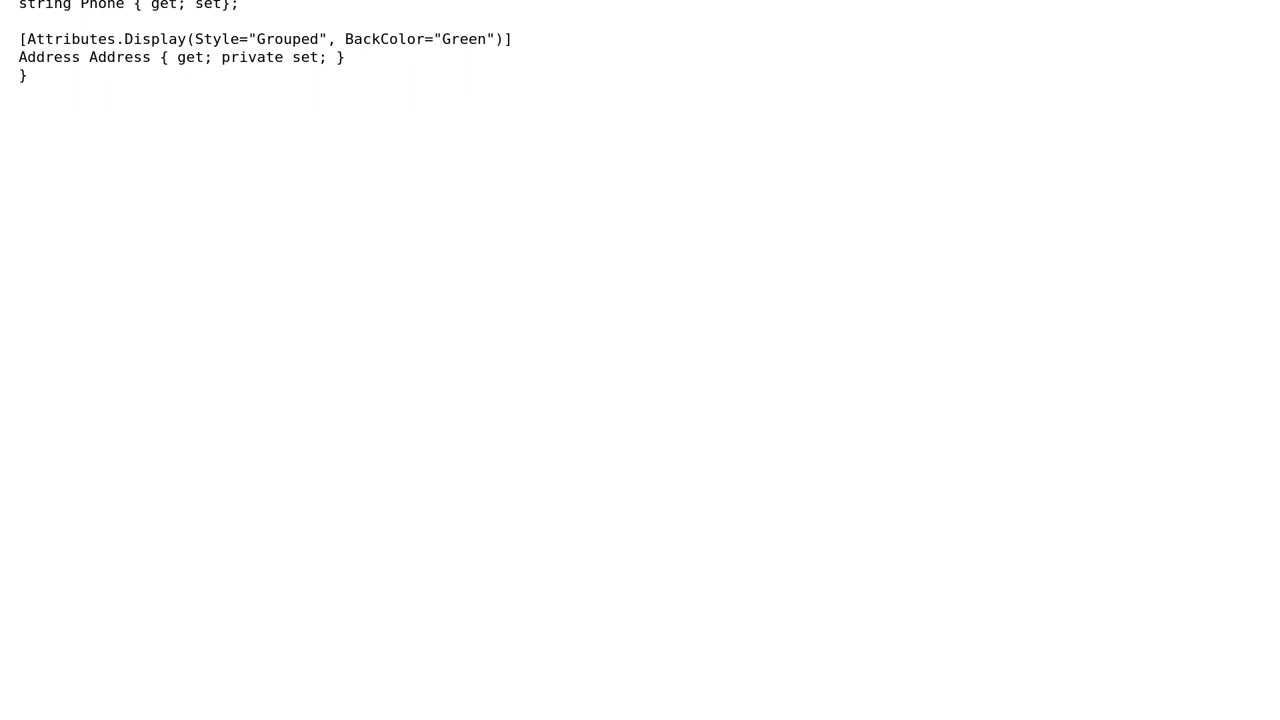 string Phone { get; set};
[Attributes.Display(Style="Grouped", BackColor="Green")]
Address Address { get; private set; }
}